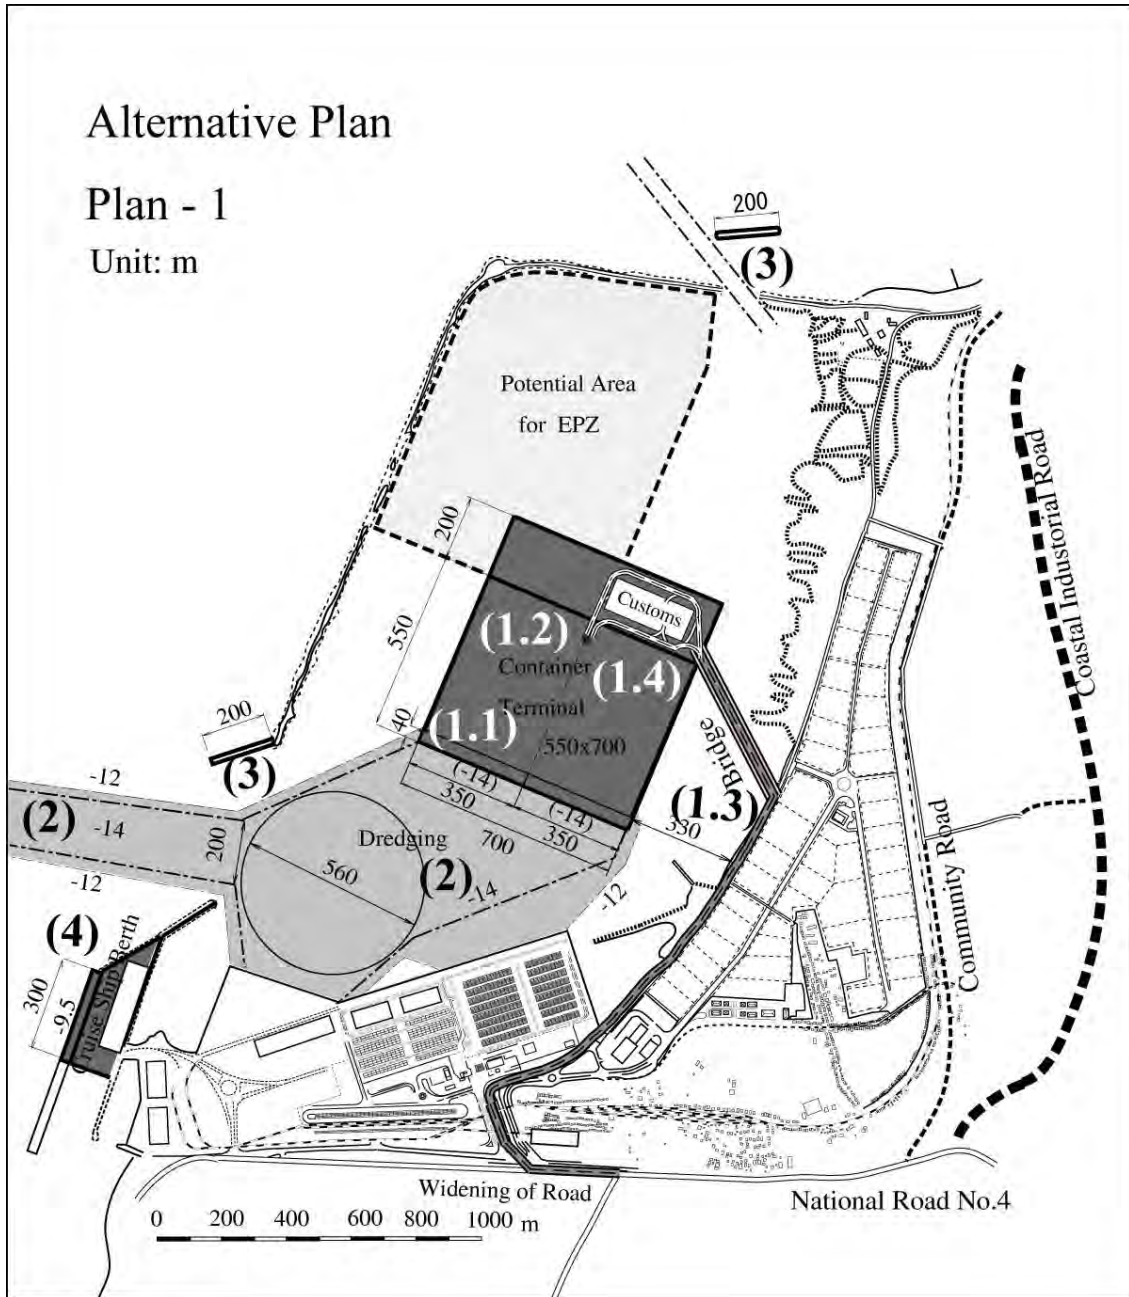 Alternative Plan
Plan - 1
Unit: m
200
(3)
Potential Area
for EPZ
200
550
40
Customs
(1.2)
Container
(1.4)
Terminal
(1.1)
550x700
Bridge
(1.3)
330
Coastal Industorial Road
Community Road
200
(3)
-12
(2)
-14
-12
200
560
Dredging
(2)
(-14)
(-14)
350
350
700
-14
-12
(4)
300
-9.5
Cruise Ship Berth
Widening of Road
National Road No.4
0 200 400 600 800 1000 m